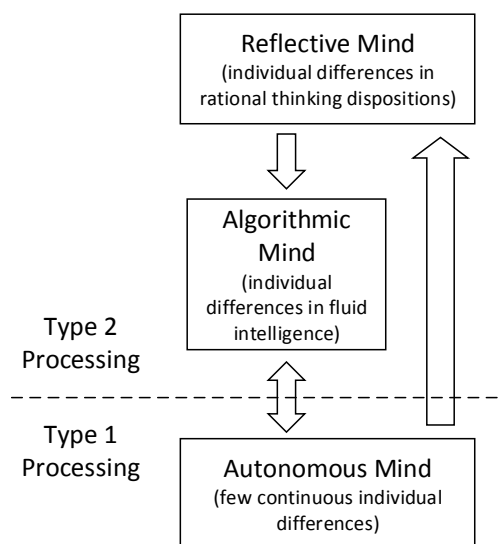 Reflective Mind
(individual differences in
rational thinking dispositions)
Algorithmic
Mind
(individual
differences in fluid
intelligence)
Type 2
Processing
Type 1
Processing
Autonomous Mind
(few continuous individual
differences)